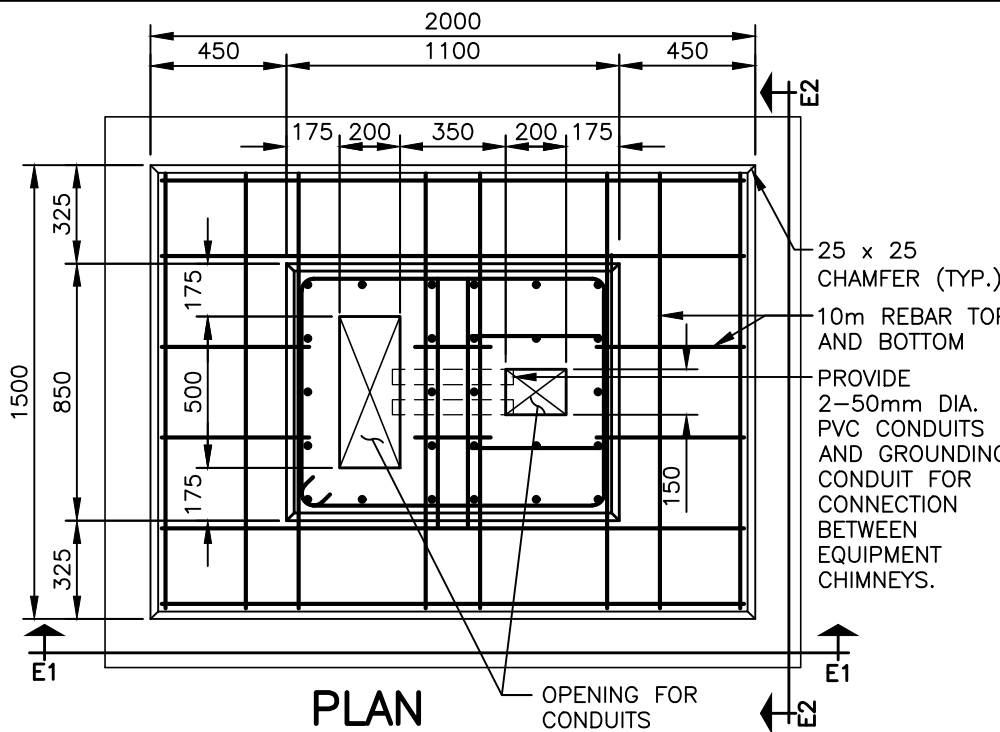 2000
450 1100 450
E2
175 200 350 200 175
325
175
1500
850
500
175
325
150
25 x 25
CHAMFER (TYP.)
10m REBAR TOP
AND BOTTOM
PROVIDE
2-50mm DIA.
PVC CONDUITS
AND GROUNDING
CONDUIT FOR
CONNECTION
BETWEEN
EQUIPMENT
CHIMNEYS.
E1 E1
PLAN
OPENING FOR
CONDUITS
E2